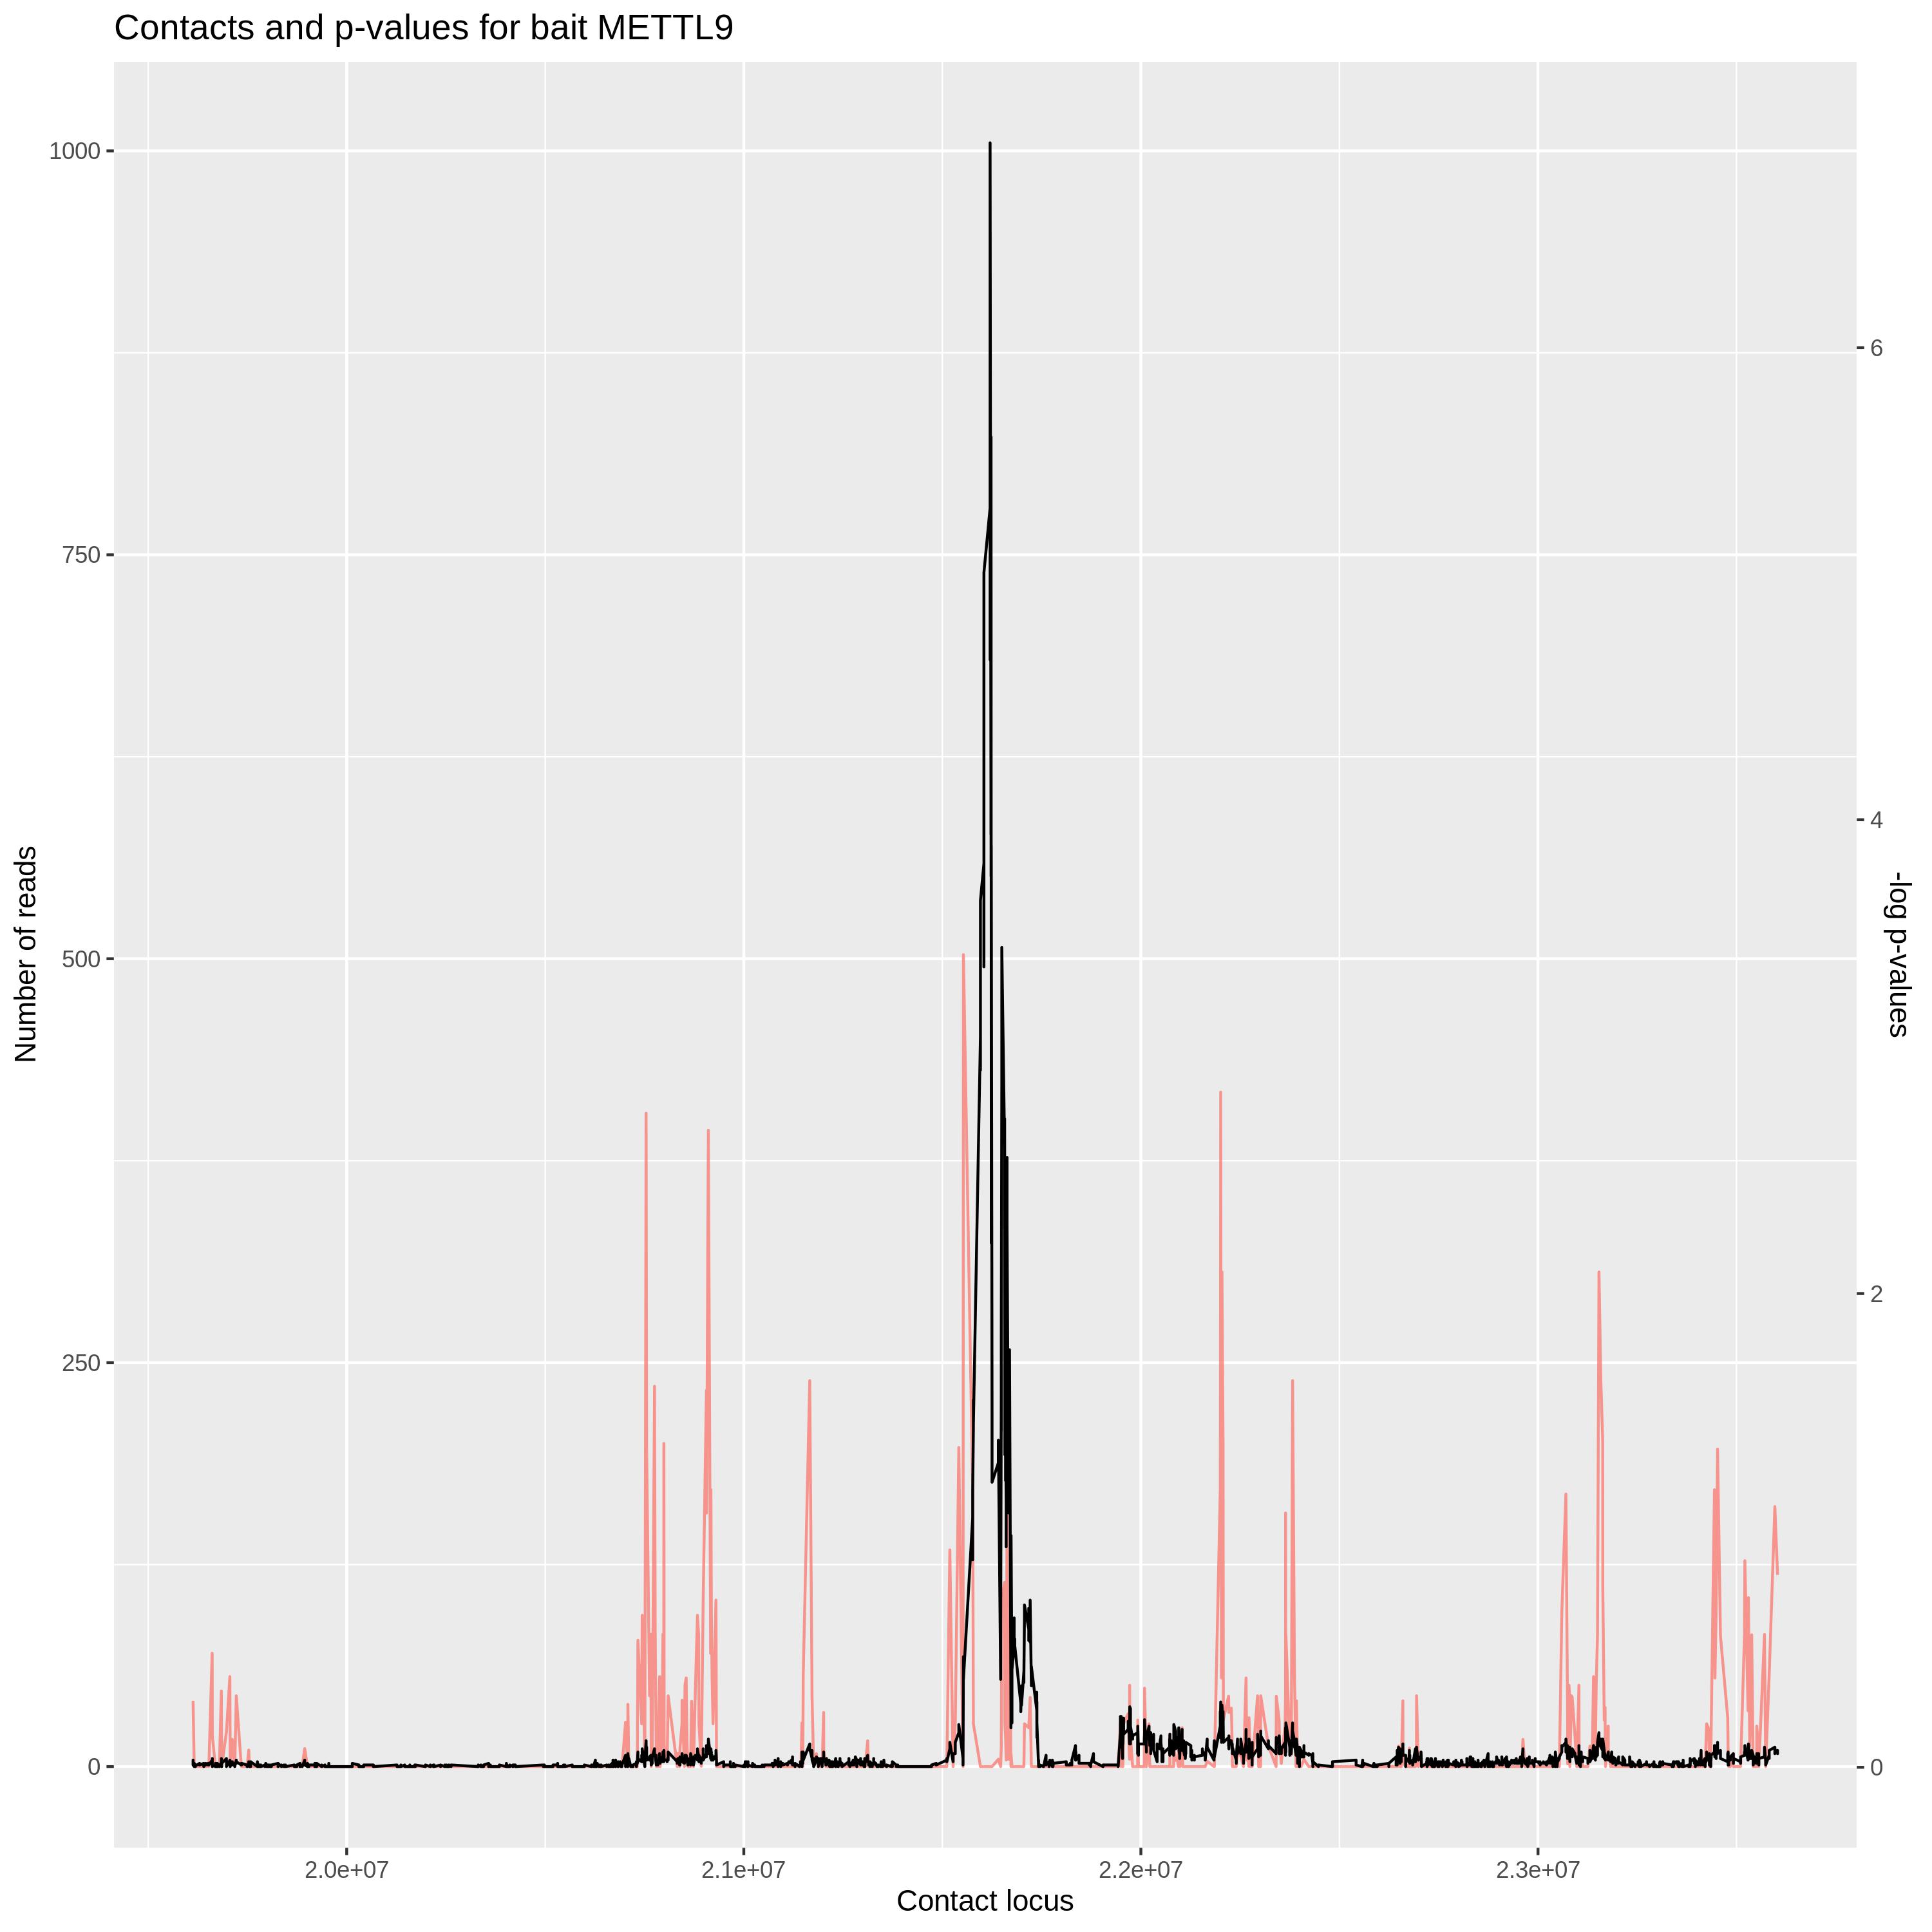 Contacts and p-values for bait METTL9
Number of reads
1000
750
500
250
0
6
4
2
0
-log p-values
2.0e+07
2.1e+07
2.2e+07
2.3e+07
Contact locus